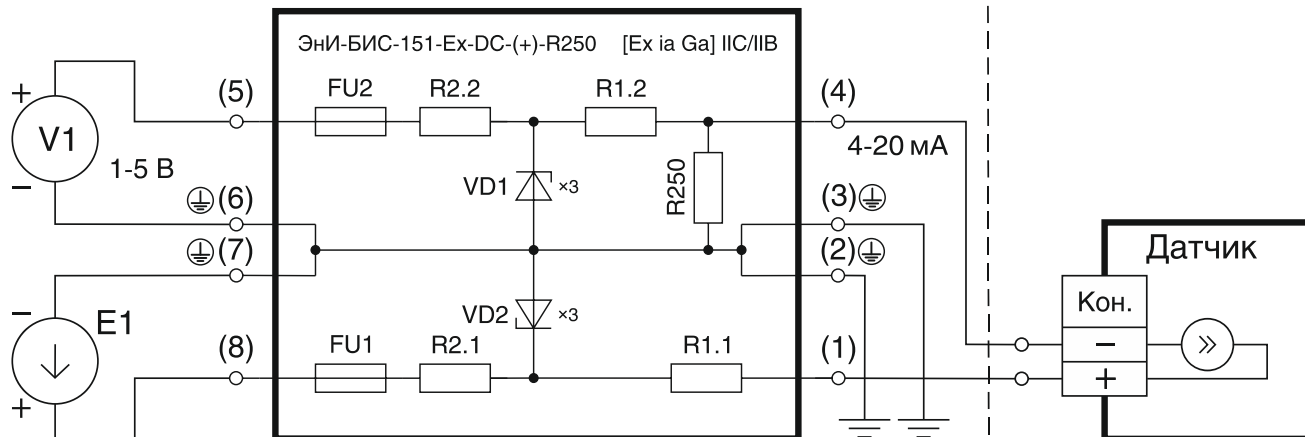 ЭнИ-БИС-151-Ex-DC-(+)-R250 [Ex ia Ga] IIC/IIB
+ (5) FU2 R2.2 R1.2 (4)
V1
1-5 В
4-20 мА
VD1 ×3
R250
− (6) (3)
(7) (2)
Датчик
− E1
VD2 ×3
Кон.
(8) FU1 R2.1 R1.1 (1)
−
+
+